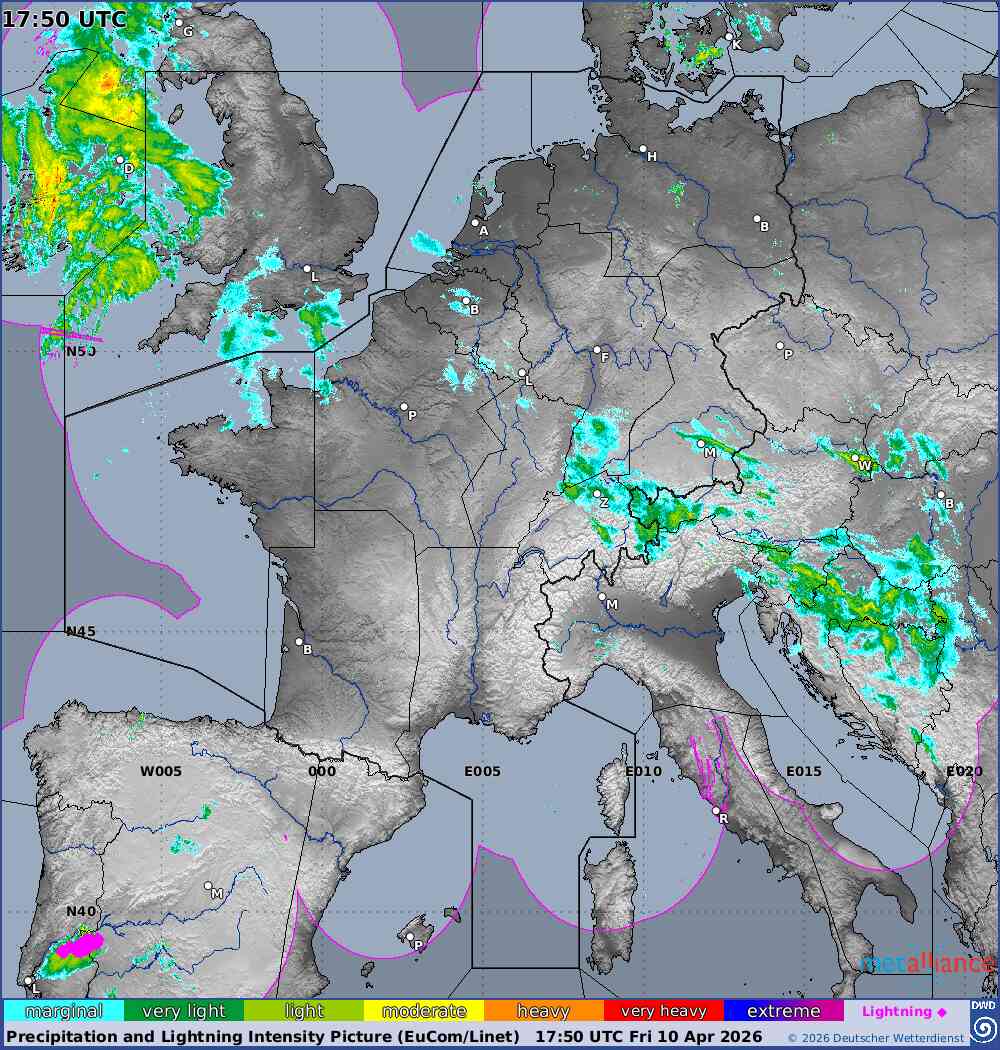 17:50 UTC
G
K
D
H
A
B
L
B
N50
F
P
L
P
M
W
Z
B
M
N45
B
W005
000
E005
E010
E015
E020
R
M
N40
P
L
metalliance
marginal very light light moderate heavy very heavy extreme Lightning ◆
DWD
Precipitation and Lightning Intensity Picture (EuCom/Linet) 17:50 UTC Fri 10 Apr 2026 © 2026 Deutscher Wetterdienst